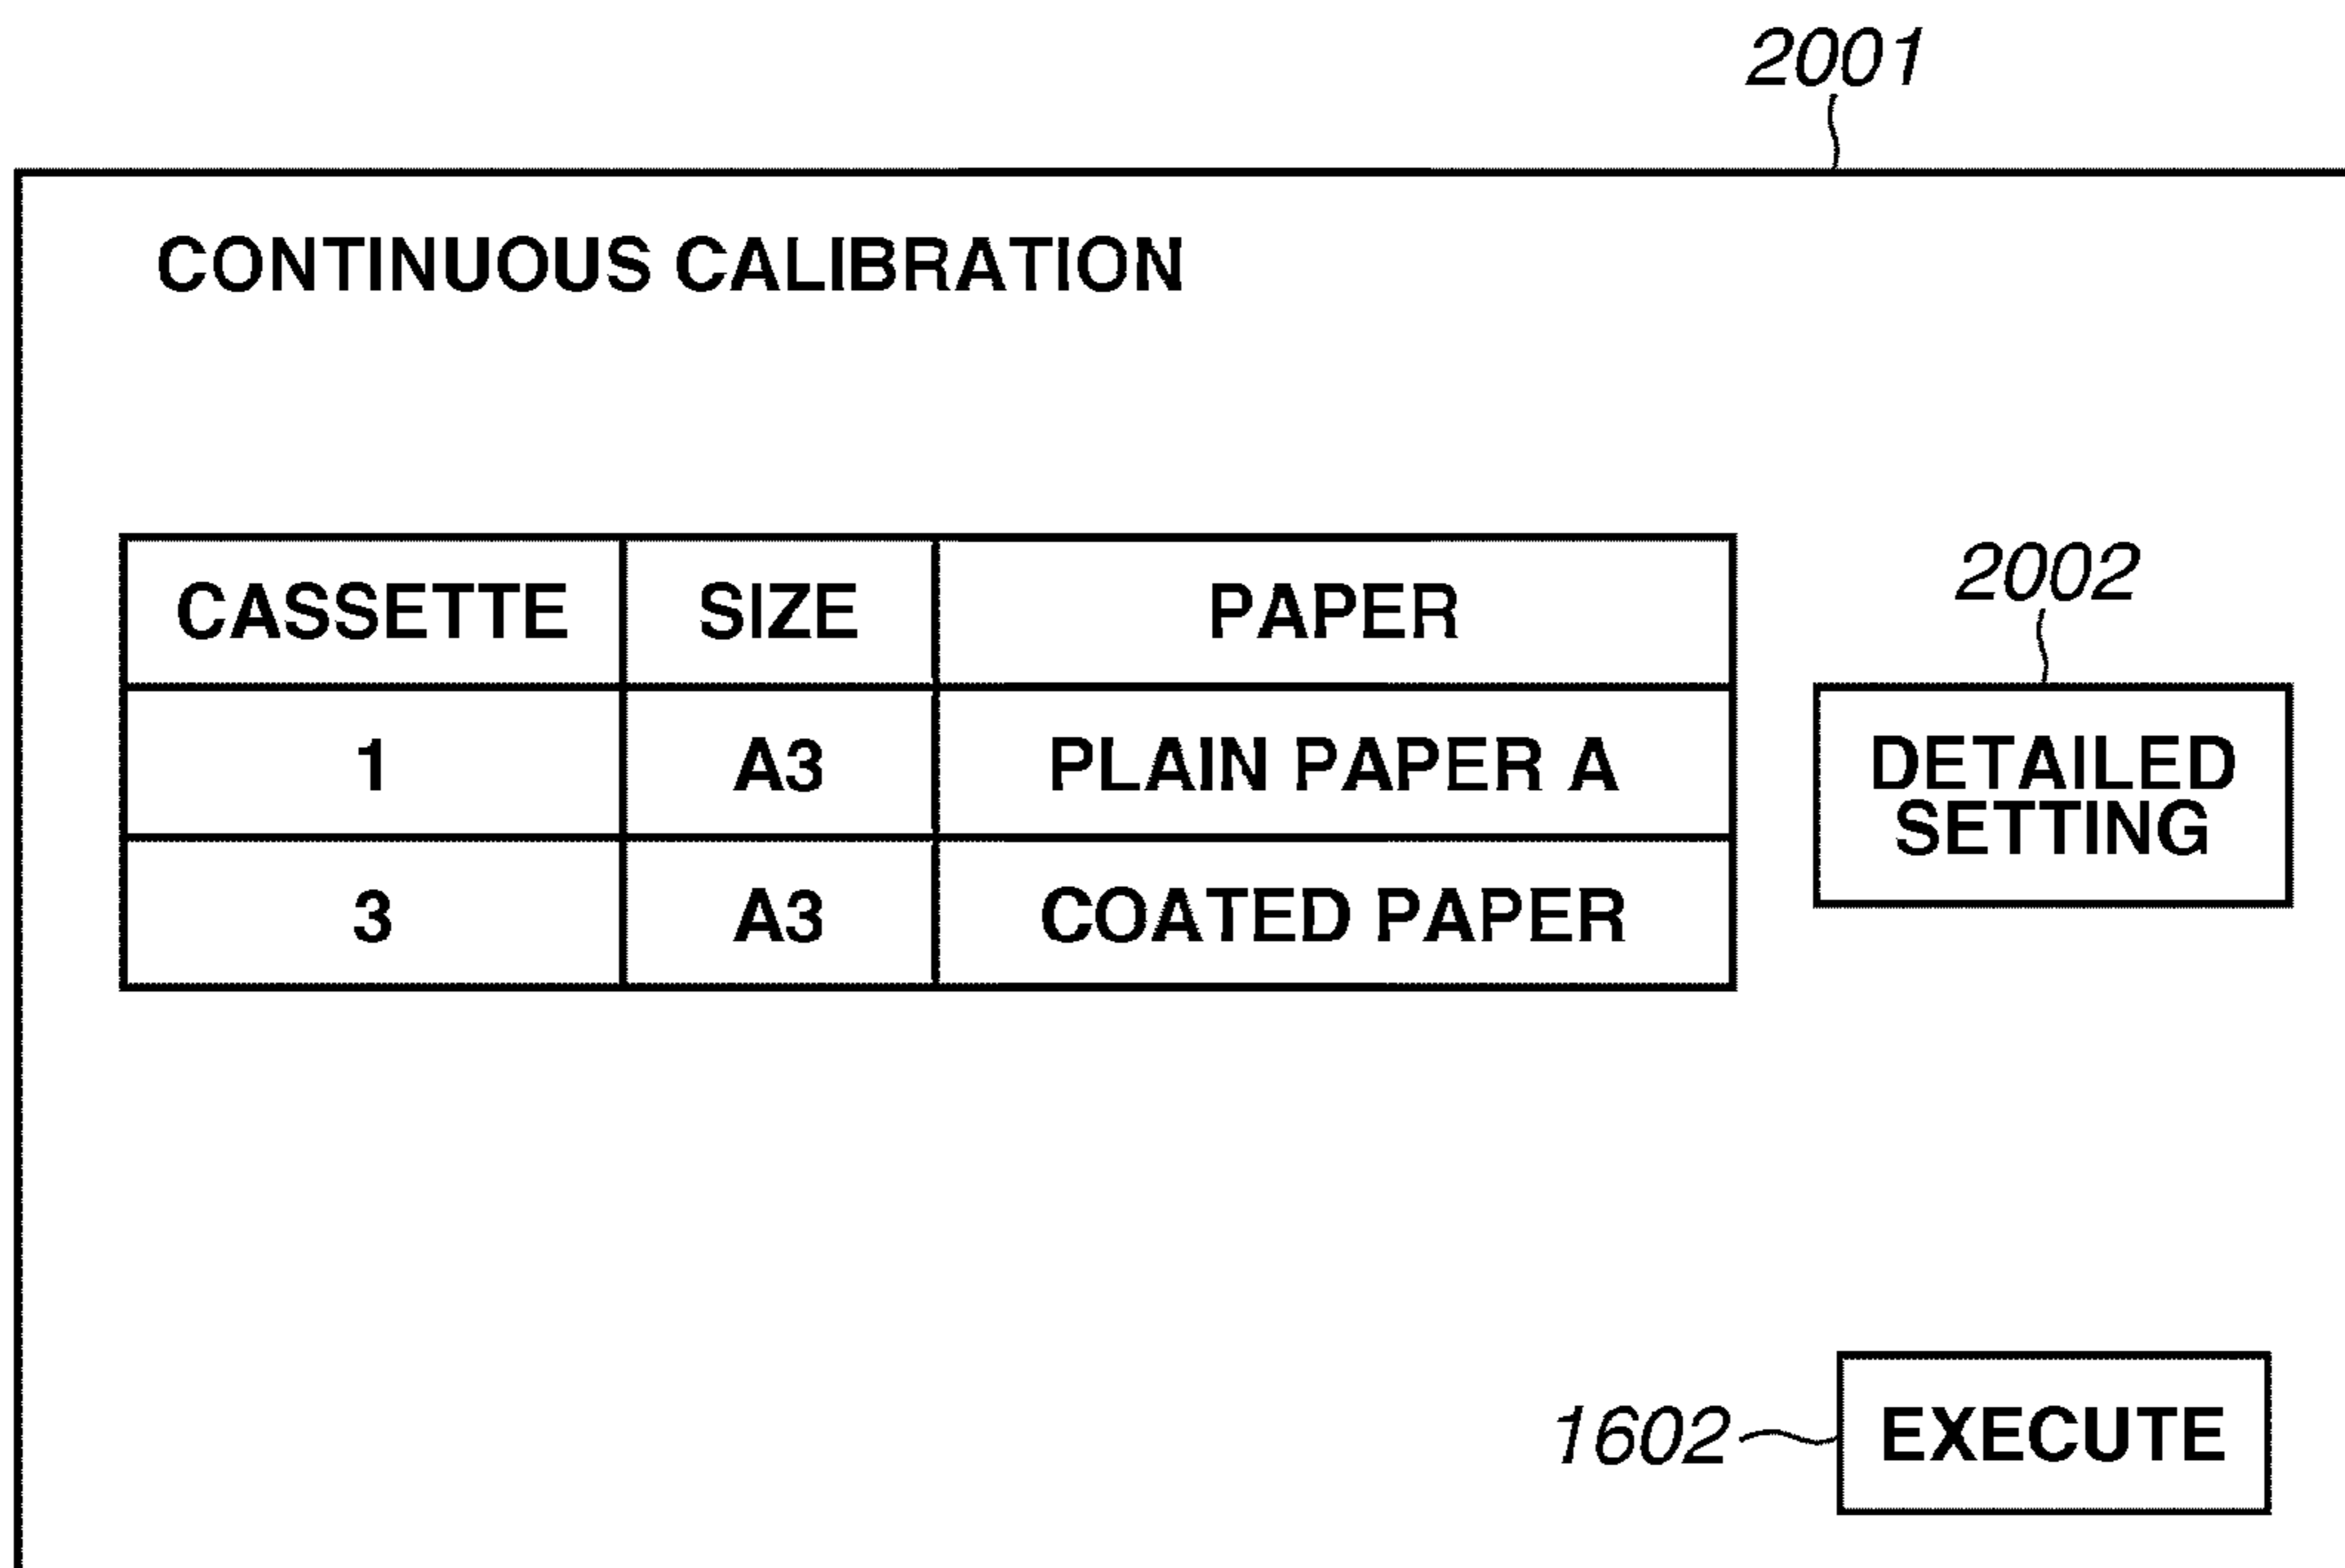 2001
CONTINUOUS CALIBRATION
CASSETTE SIZE PAPER
2002
1 A3 PLAIN PAPER A
DETAILED
SETTING
3 A3 COATED PAPER
1602 EXECUTE